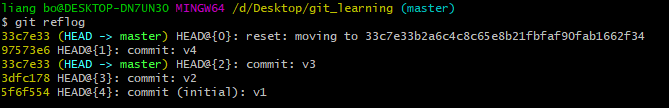 liang bo@DESKTOP-DN7UN3O MINGW64 /d/Desktop/git_learning (master)
$ git reflog
33c7e33 (HEAD -> master) HEAD@{0}: reset: moving to 33c7e33b2a6c4c8c65e8b21fbfaf90fab1662f34
97573e6 HEAD@{1}: commit: v4
33c7e33 (HEAD -> master) HEAD@{2}: commit: v3
3dfc178 HEAD@{3}: commit: v2
5f6f554 HEAD@{4}: commit (initial): v1